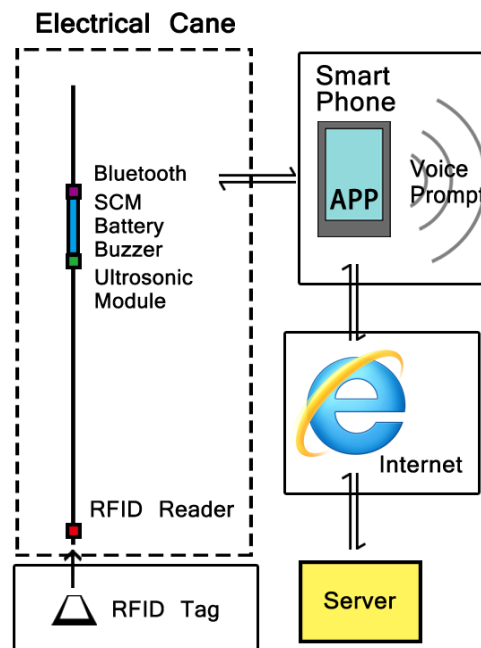 Electrical Cane
Bluetooth
SCM
Battery
Buzzer
Ultrosonic
Module
RFID Reader
RFID Tag
Smart
Phone
APP
Voice
Prompt
Internet
Server